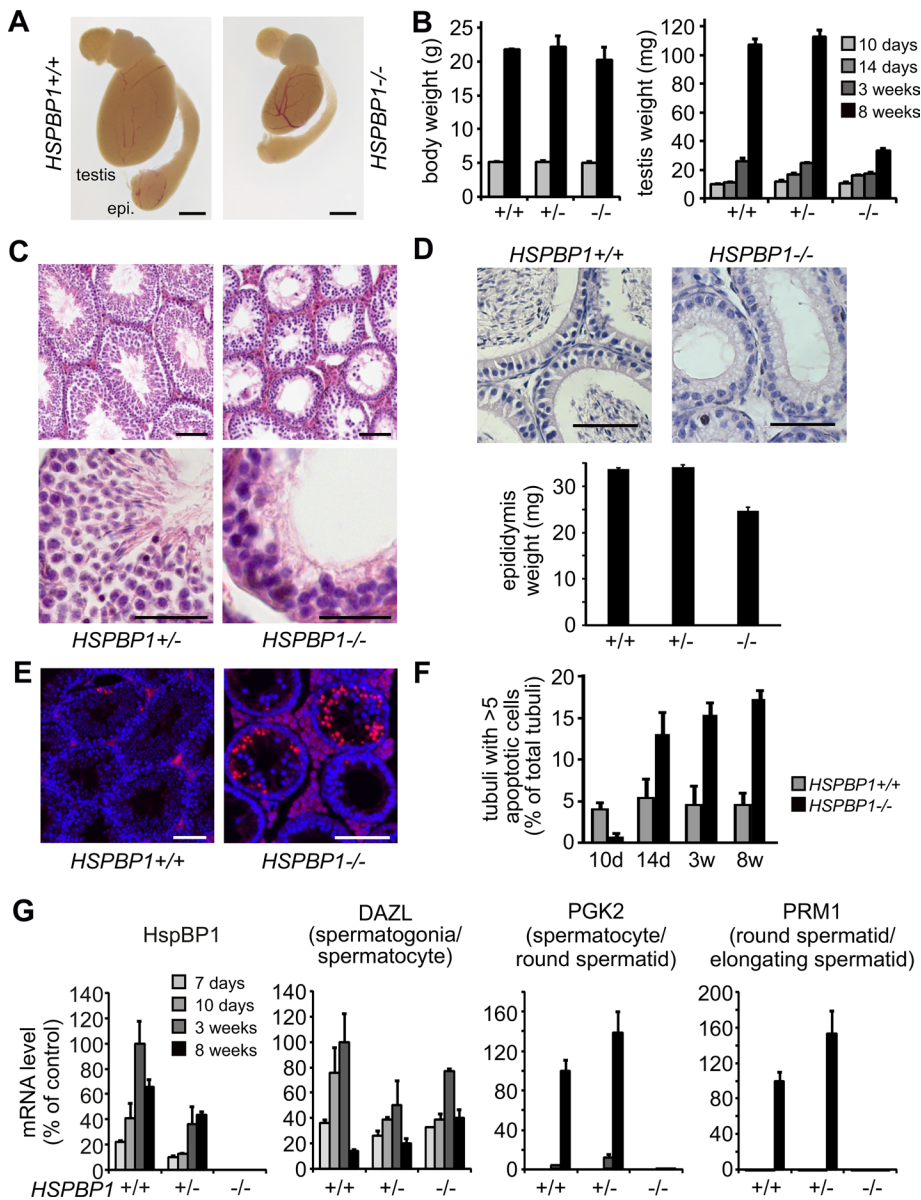 A
HSPBP1+/+
testis
epi.
HSPBP1-/-
B
body weight (g)
25
20
15
10
5
0
+/+ +/- -/-
testis weight (mg)
120
100
80
60
40
20
0
+/+ +/- -/-
10 days
14 days
3 weeks
8 weeks
C
HSPBP1+/- HSPBP1-/-
D
HSPBP1+/+ HSPBP1-/-
epididymis
weight (mg)
30
20
10
0
+/+ +/- -/-
E
HSPBP1+/+ HSPBP1-/-
F
tubuli with >5
apoptotic cells
(% of total tubuli)
20
15
10
5
0
10d 14d 3w 8w
HSPBP1+/+
HSPBP1-/-
G
HspBP1
7 days
10 days
3 weeks
8 weeks
mRNA level
(% of control)
140
120
100
80
60
40
20
0
HSPBP1 +/+ +/- -/-
DAZL
(spermatogonia/
spermatocyte)
140
120
100
80
60
40
20
0
+/+ +/- -/-
PGK2
(spermatocyte/
round spermatid)
200
160
120
80
40
0
+/+ +/- -/-
PRM1
(round spermatid/
elongating spermatid)
200
160
120
80
40
0
+/+ +/- -/-